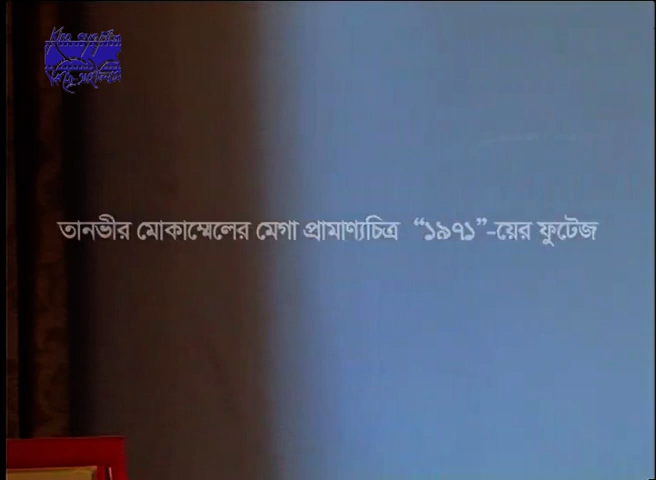 তানভীর মোকাম্মেলের মেগা প্রামাণ্যচিত্র “১৯৭১”-য়ের ফুটেজ